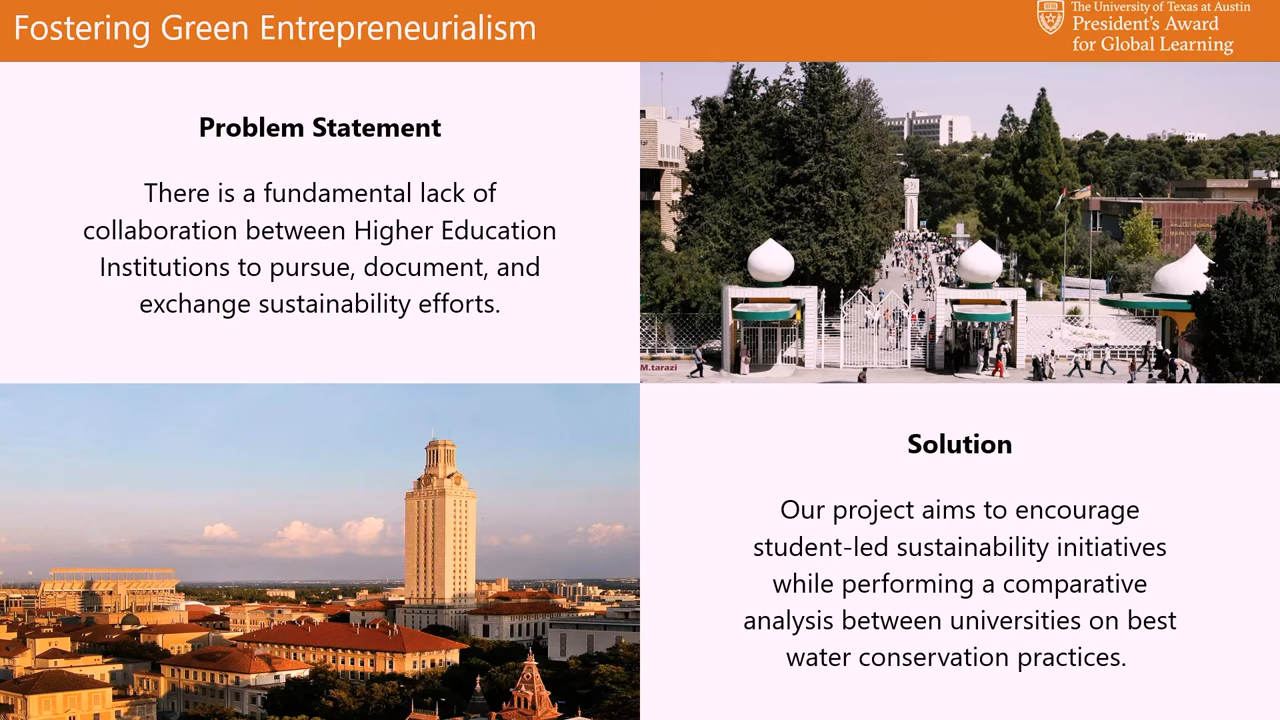 Fostering Green Entrepreneurialism
The University of Texas at Austin
President's Award
for Global Learning
Problem Statement
There is a fundamental lack of
collaboration between Higher Education
Institutions to pursue, document, and
exchange sustainability efforts.
M.tarazi
Solution
Our project aims to encourage
student-led sustainability initiatives
while performing a comparative
analysis between universities on best
water conservation practices.